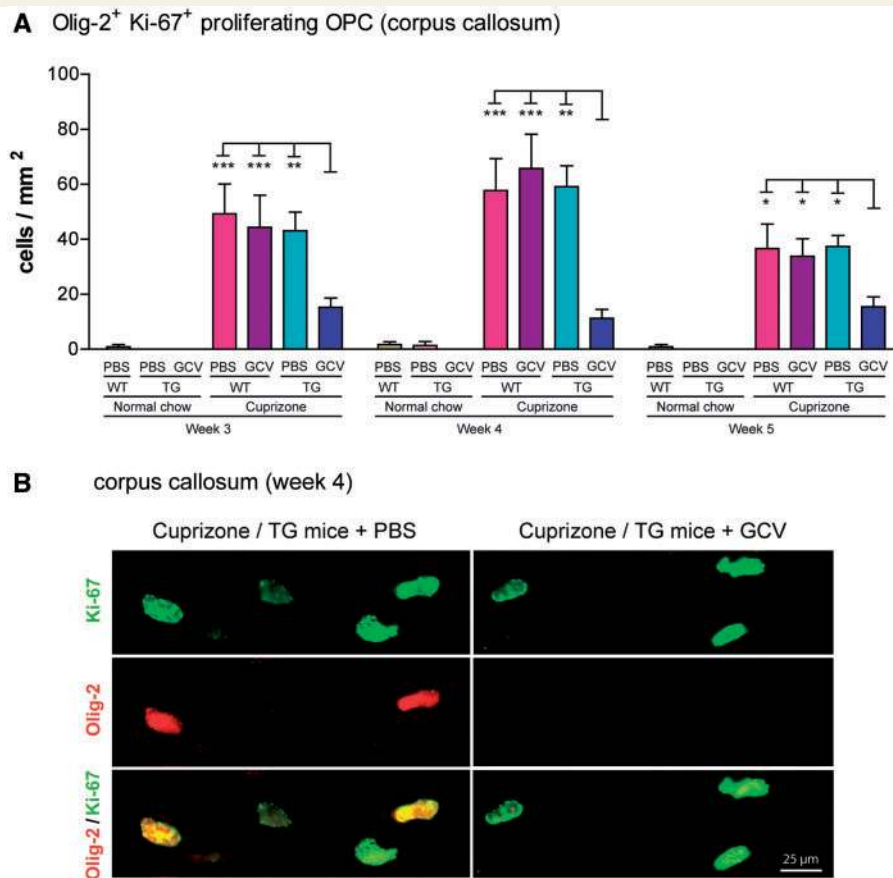 A Olig-2⁺ Ki-67⁺ proliferating OPC (corpus callosum)
100
80
60
40
20
0
cells / mm²
*** *** **
*** *** **
* * *
PBS PBS GCV PBS GCV PBS GCV PBS PBS GCV PBS GCV PBS GCV PBS PBS GCV PBS GCV PBS GCV
WT TG WT TG WT TG WT TG WT TG WT TG
Normal chow Cuprizone Normal chow Cuprizone Normal chow Cuprizone
Week 3 Week 4 Week 5
B corpus callosum (week 4)
Cuprizone / TG mice + PBS Cuprizone / TG mice + GCV
Ki-67
Olig-2
Olig-2 / Ki-67
25 µm